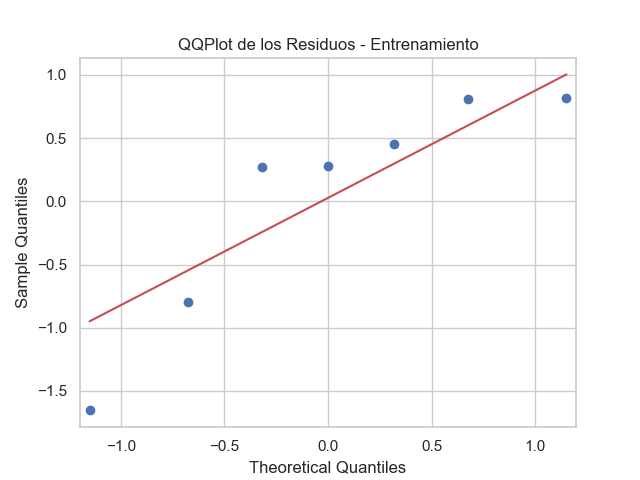 QQPlot de los Residuos - Entrenamiento
1.0
0.5
0.0
−0.5
−1.0
−1.5
Sample Quantiles
−1.0 −0.5 0.0 0.5 1.0
Theoretical Quantiles